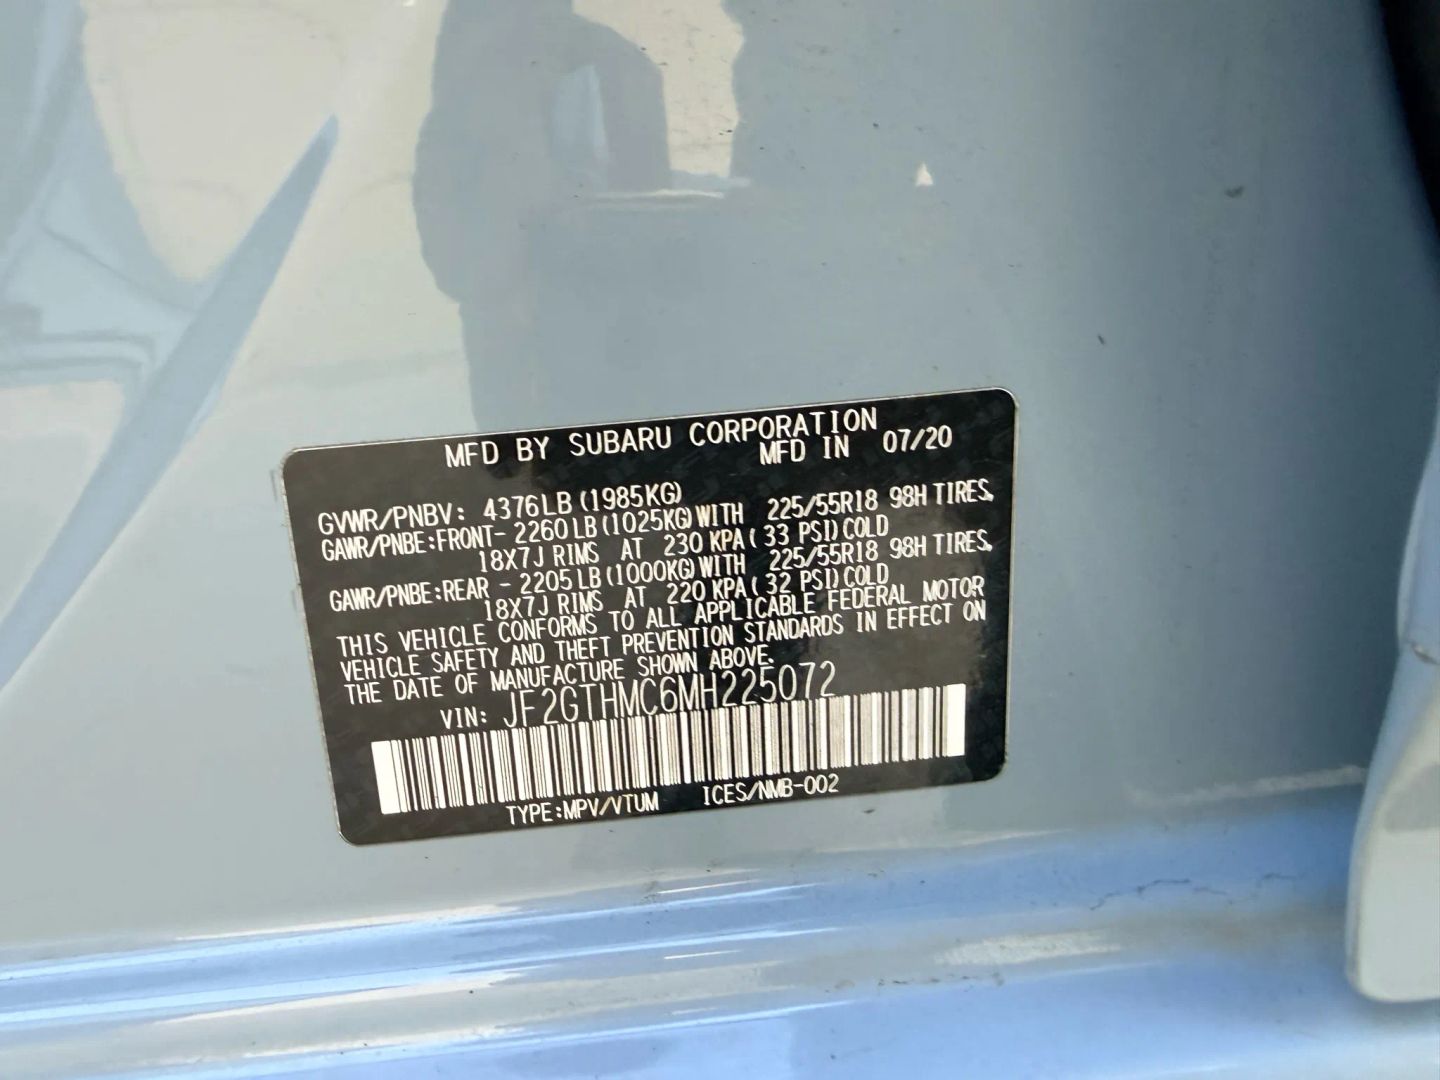 MFD BY SUBARU CORPORATION
MFD IN 07/20
GVWR/PNBV: 4376LB(1985KG)
GAWR/PNBE:FRONT- 2260LB(1025KG)WITH 225/55R18 98H TIRES,
18X7J RIMS AT 230 KPA( 33 PSI)COLD
GAWR/PNBE:REAR - 2205LB(1000KG)WITH 225/55R18 98H TIRES,
18X7J RIMS AT 220 KPA( 32 PSI)COLD
THIS VEHICLE CONFORMS TO ALL APPLICABLE FEDERAL MOTOR
VEHICLE SAFETY AND THEFT PREVENTION STANDARDS IN EFFECT ON
THE DATE OF MANUFACTURE SHOWN ABOVE.
VIN: JF2GTHMC6MH225072
TYPE:MPV/VTUM ICES/NMB-002